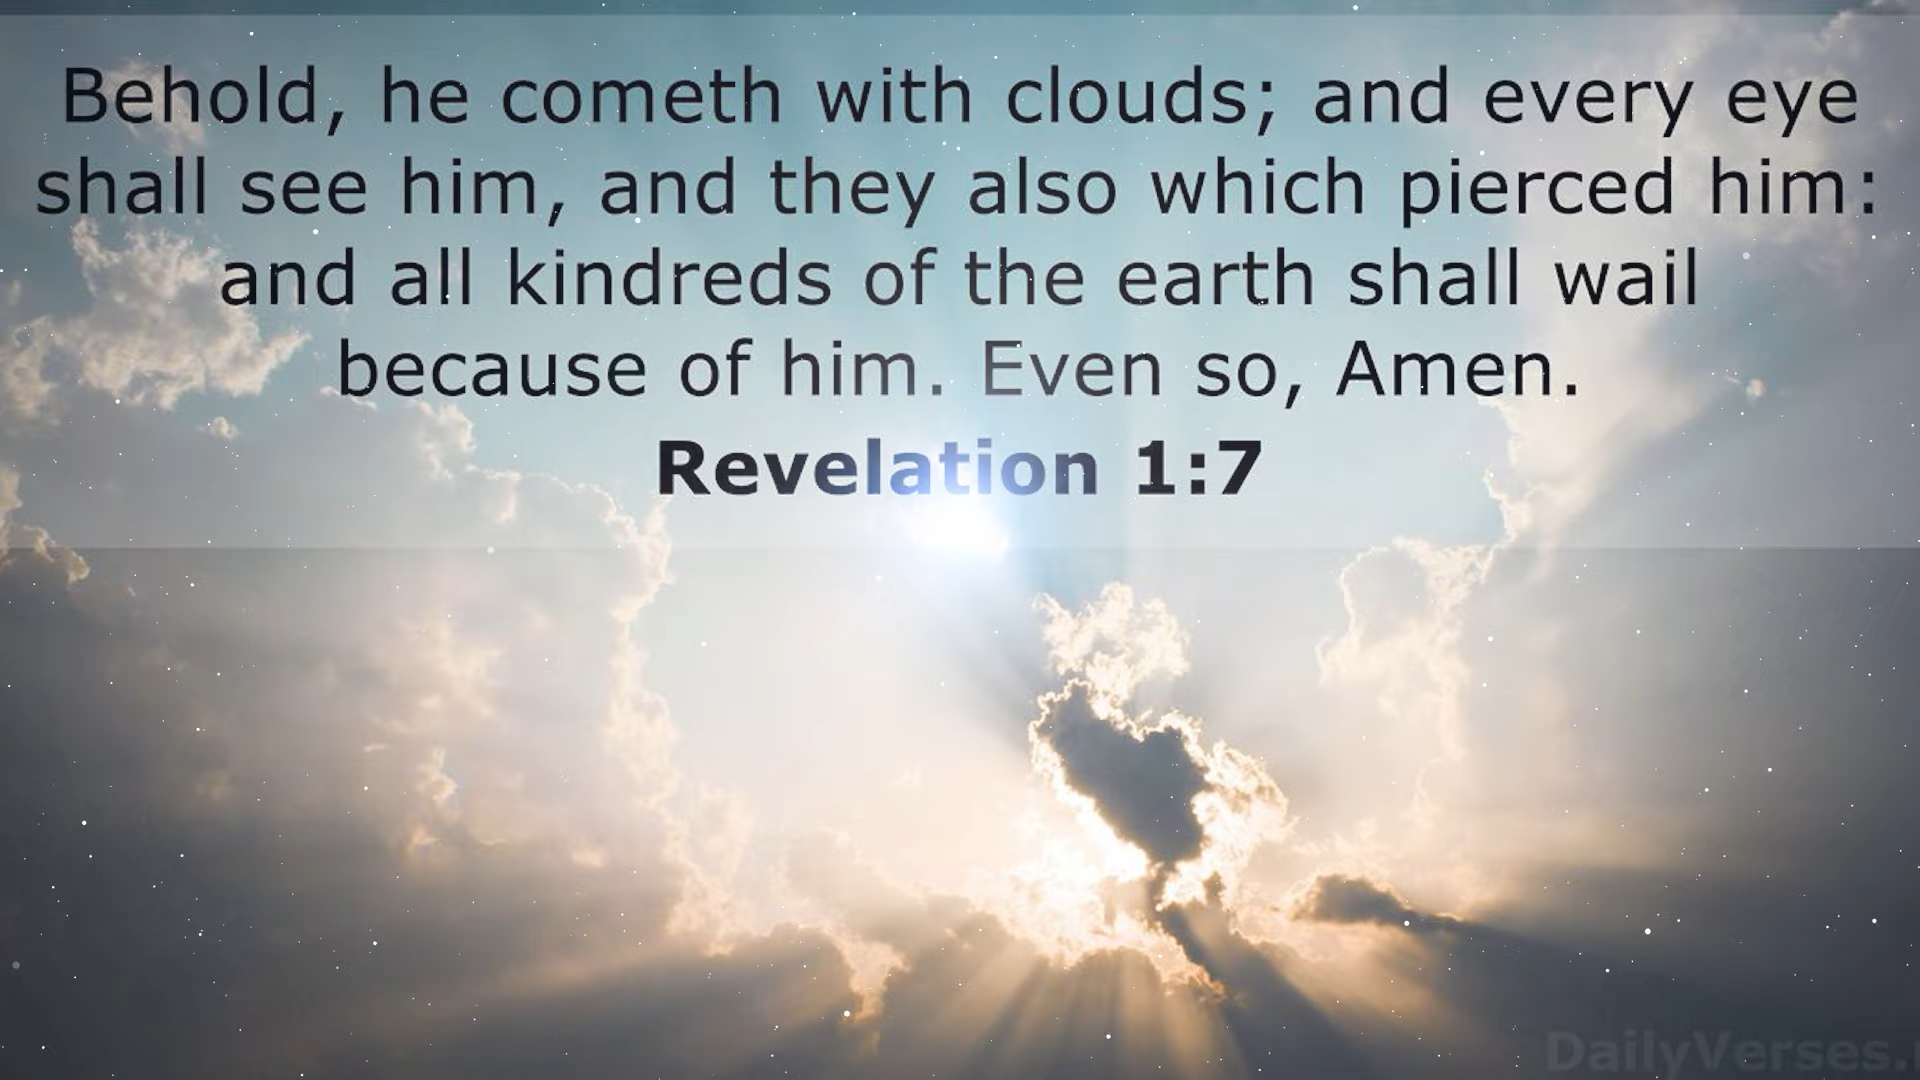 Behold, he cometh with clouds; and every eye
shall see him, and they also which pierced him:
and all kindreds of the earth shall wail
because of him. Even so, Amen.
Revelation 1:7
DailyVerses.